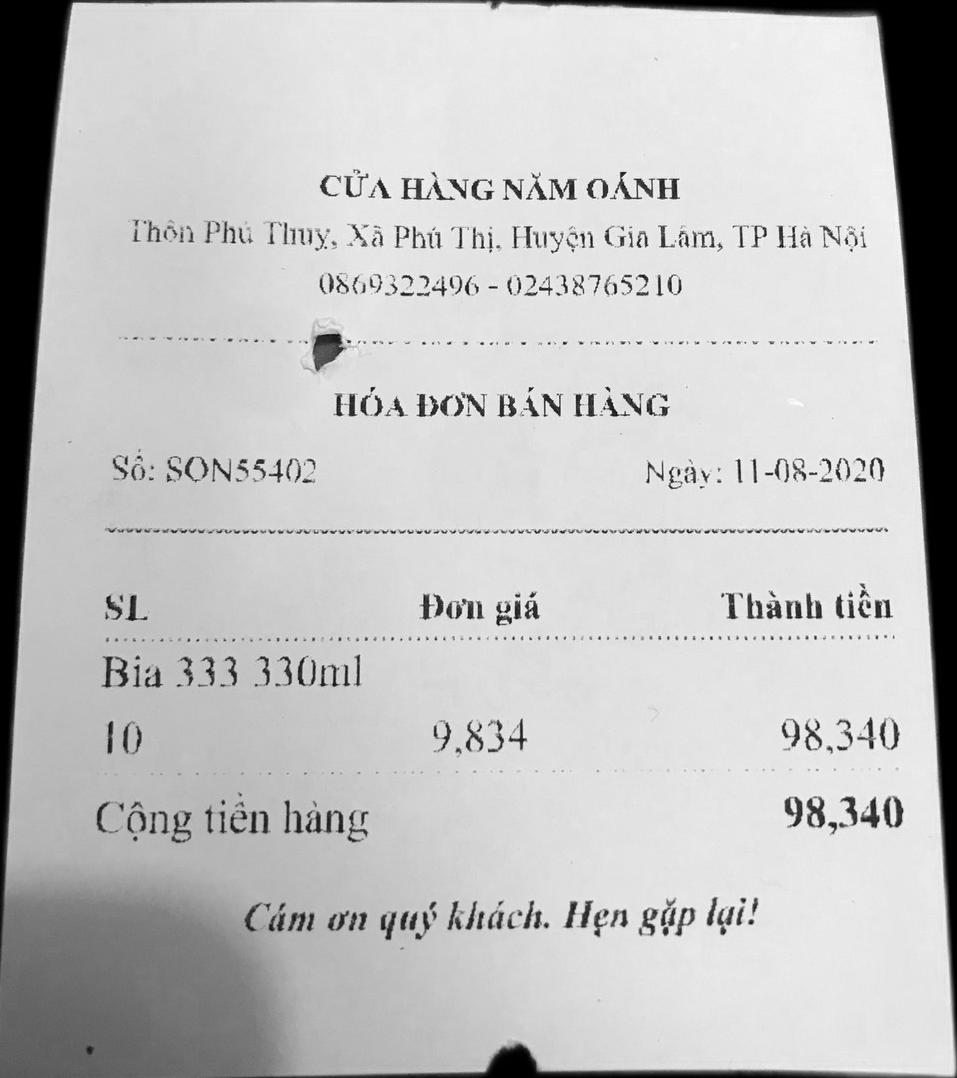 CỬA HÀNG NĂM OÁNH
Thôn Phú Thụy, Xã Phú Thị, Huyện Gia Lâm, TP Hà Nội
0869322496 - 02438765210
HÓA ĐƠN BÁN HÀNG
Số: SON55402 Ngày: 11-08-2020
SL Đơn giá Thành tiền
Bia 333 330ml
10 9,834 98,340
Cộng tiền hàng 98,340
Cám ơn quý khách. Hẹn gặp lại!